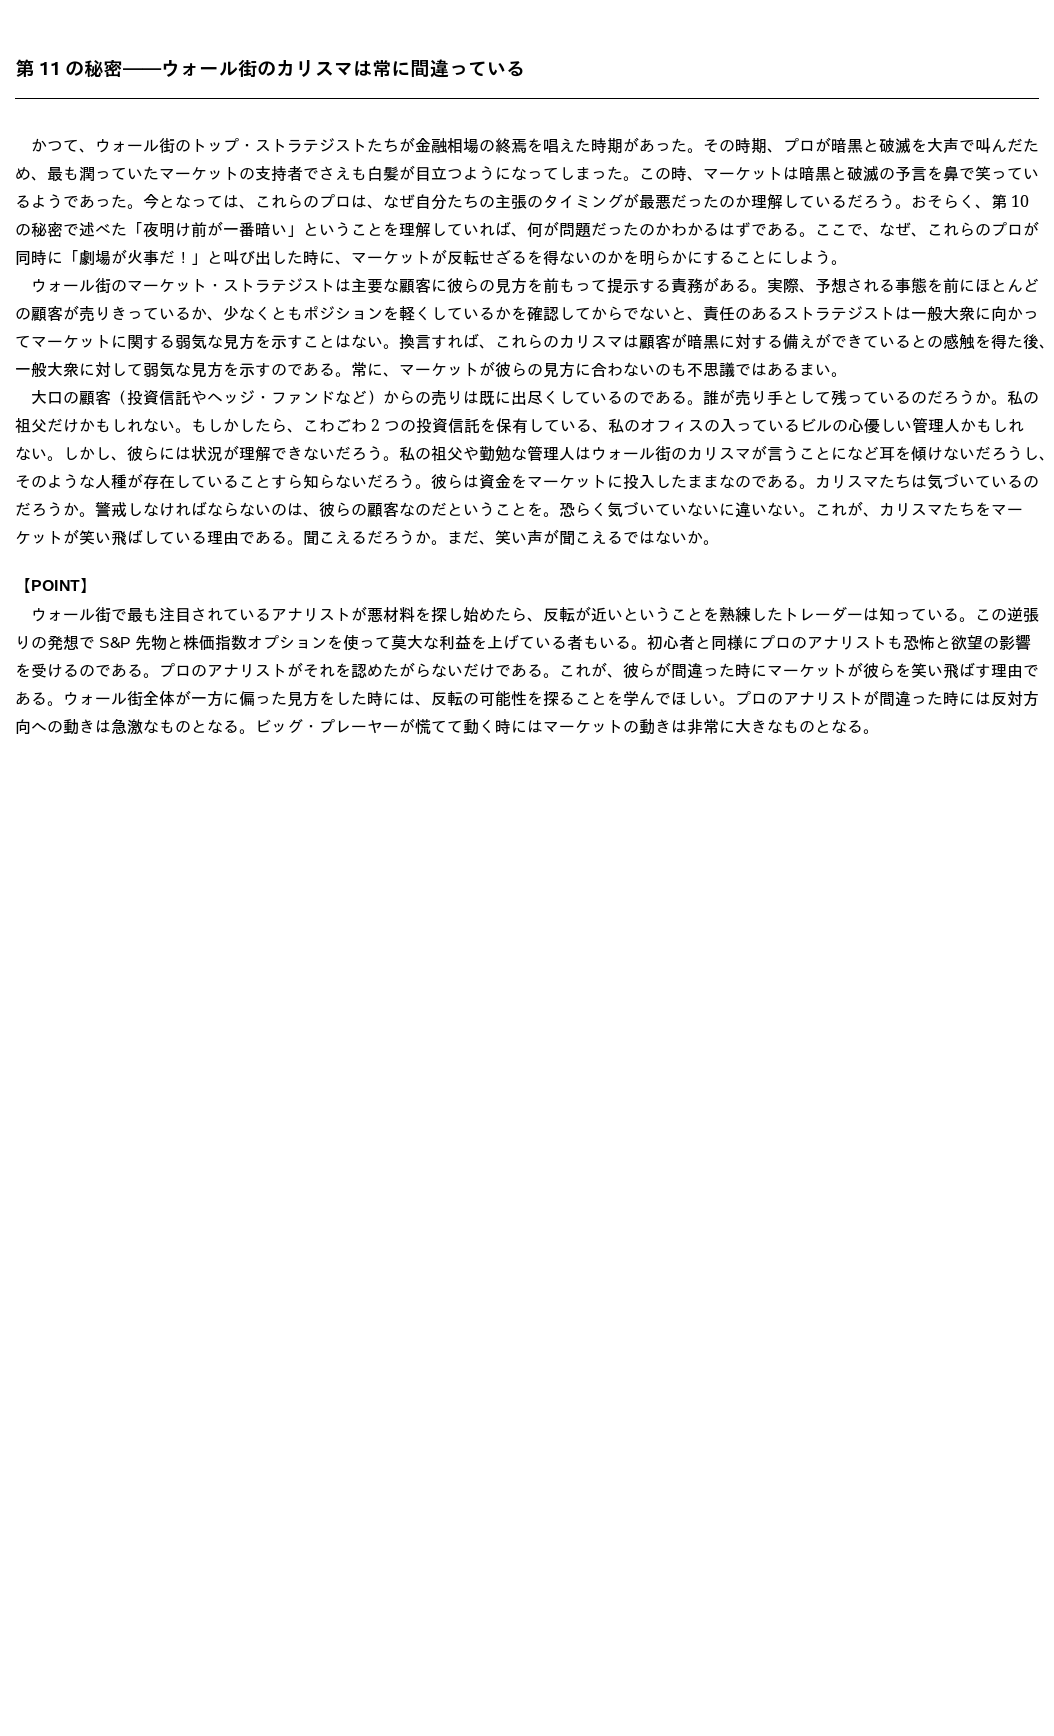 第 11 の秘密――ウォール街のカリスマは常に間違っている
　かつて、ウォール街のトップ・ストラテジストたちが金融相場の終焉を唱えた時期があった。その時期、プロが暗黒と破滅を大声で叫んだた
め、最も潤っていたマーケットの支持者でさえも白髪が目立つようになってしまった。この時、マーケットは暗黒と破滅の予言を鼻で笑ってい
るようであった。今となっては、これらのプロは、なぜ自分たちの主張のタイミングが最悪だったのか理解しているだろう。おそらく、第 10
の秘密で述べた「夜明け前が一番暗い」ということを理解していれば、何が問題だったのかわかるはずである。ここで、なぜ、これらのプロが
同時に「劇場が火事だ！」と叫び出した時に、マーケットが反転せざるを得ないのかを明らかにすることにしよう。
　ウォール街のマーケット・ストラテジストは主要な顧客に彼らの見方を前もって提示する責務がある。実際、予想される事態を前にほとんど
の顧客が売りきっているか、少なくともポジションを軽くしているかを確認してからでないと、責任のあるストラテジストは一般大衆に向かっ
てマーケットに関する弱気な見方を示すことはない。換言すれば、これらのカリスマは顧客が暗黒に対する備えができているとの感触を得た後、
一般大衆に対して弱気な見方を示すのである。常に、マーケットが彼らの見方に合わないのも不思議ではあるまい。
　大口の顧客（投資信託やヘッジ・ファンドなど）からの売りは既に出尽くしているのである。誰が売り手として残っているのだろうか。私の
祖父だけかもしれない。もしかしたら、こわごわ 2 つの投資信託を保有している、私のオフィスの入っているビルの心優しい管理人かもしれ
ない。しかし、彼らには状況が理解できないだろう。私の祖父や勤勉な管理人はウォール街のカリスマが言うことになど耳を傾けないだろうし、
そのような人種が存在していることすら知らないだろう。彼らは資金をマーケットに投入したままなのである。カリスマたちは気づいているの
だろうか。警戒しなければならないのは、彼らの顧客なのだということを。恐らく気づいていないに違いない。これが、カリスマたちをマー
ケットが笑い飛ばしている理由である。聞こえるだろうか。まだ、笑い声が聞こえるではないか。
【POINT】
　ウォール街で最も注目されているアナリストが悪材料を探し始めたら、反転が近いということを熟練したトレーダーは知っている。この逆張
りの発想で S&P 先物と株価指数オプションを使って莫大な利益を上げている者もいる。初心者と同様にプロのアナリストも恐怖と欲望の影響
を受けるのである。プロのアナリストがそれを認めたがらないだけである。これが、彼らが間違った時にマーケットが彼らを笑い飛ばす理由で
ある。ウォール街全体が一方に偏った見方をした時には、反転の可能性を探ることを学んでほしい。プロのアナリストが間違った時には反対方
向への動きは急激なものとなる。ビッグ・プレーヤーが慌てて動く時にはマーケットの動きは非常に大きなものとなる。